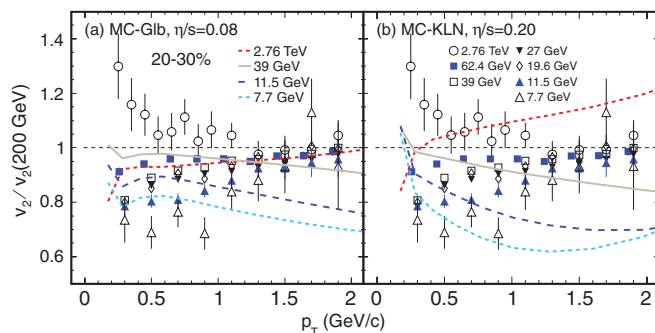 (a) MC-Glb, η/s=0.08
20-30%
2.76 TeV
39 GeV
11.5 GeV
7.7 GeV
(b) MC-KLN, η/s=0.20
2.76 TeV
62.4 GeV
39 GeV
27 GeV
19.6 GeV
11.5 GeV
7.7 GeV
v₂/ v₂(200 GeV)
1.4
1.2
1
0.8
0.6
0 0.5 1 1.5 2
0 0.5 1 1.5 2
p_T (GeV/c)
p_T (GeV/c)